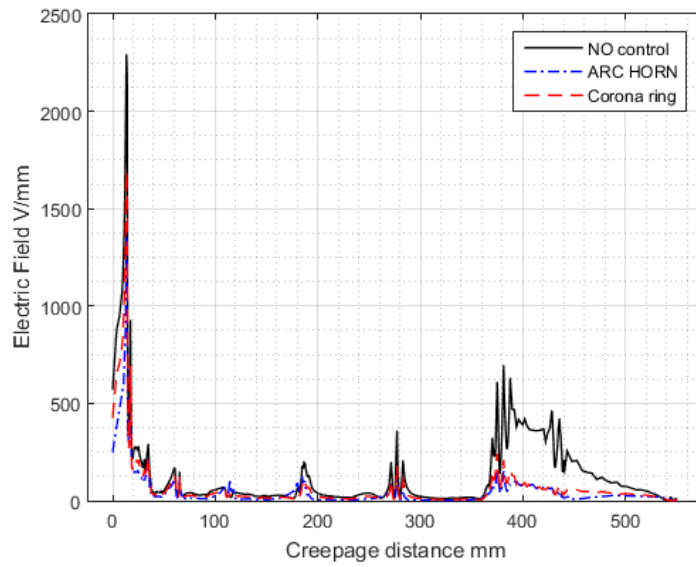 2500
2000
1500
1000
500
0
Electric Field V/mm
NO control
ARC HORN
Corona ring
0 100 200 300 400 500
Creepage distance mm